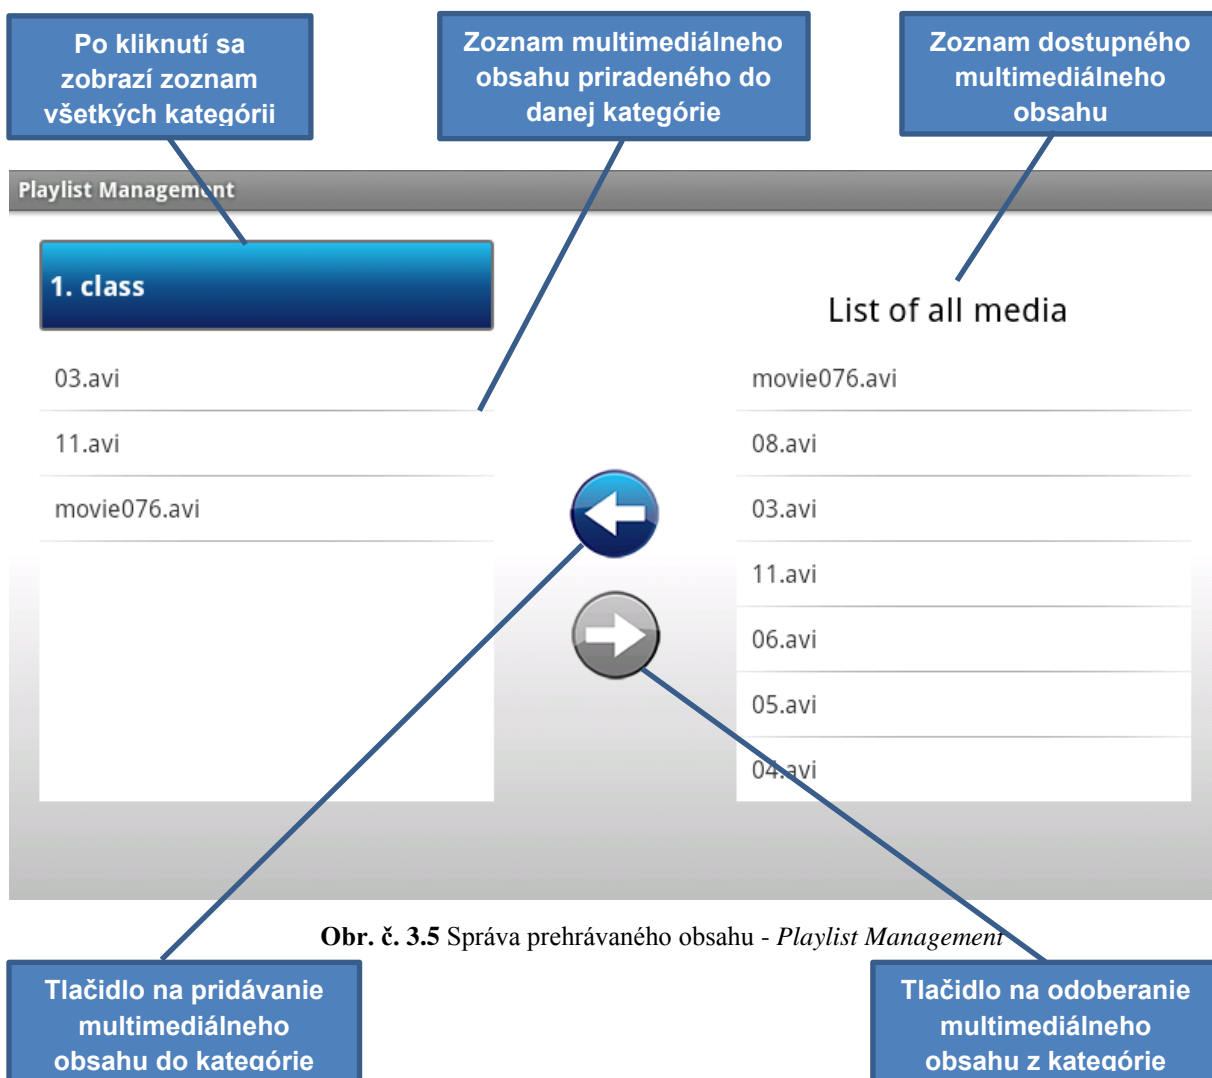 Po kliknutí sa
zobrazí zoznam
všetkých kategórii
Zoznam multimediálneho
obsahu priradeného do
danej kategórie
Zoznam dostupného
multimediálneho
obsahu
Playlist Management
1. class
03.avi
11.avi
movie076.avi
List of all media
movie076.avi
08.avi
03.avi
11.avi
06.avi
05.avi
04.avi
Obr. č. 3.5 Správa prehrávaného obsahu - Playlist Management
Tlačidlo na pridávanie
multimediálneho
obsahu do kategórie
Tlačidlo na odoberanie
multimediálneho
obsahu z kategórie